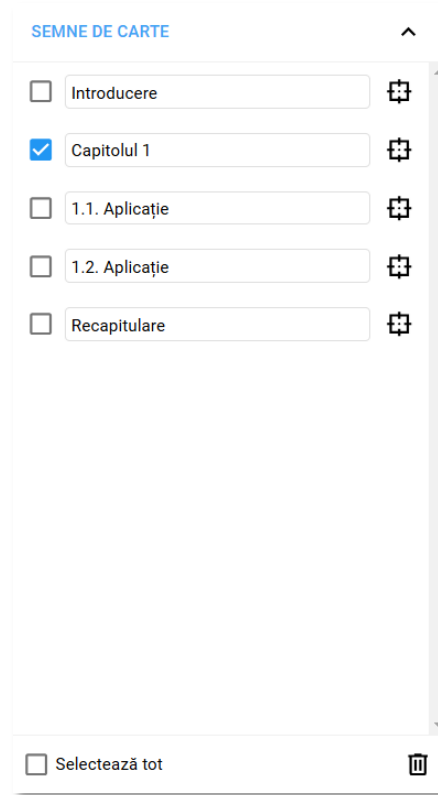 SEMNE DE CARTE
Introducere
Capitolul 1
1.1. Aplicație
1.2. Aplicație
Recapitulare
Selectează tot